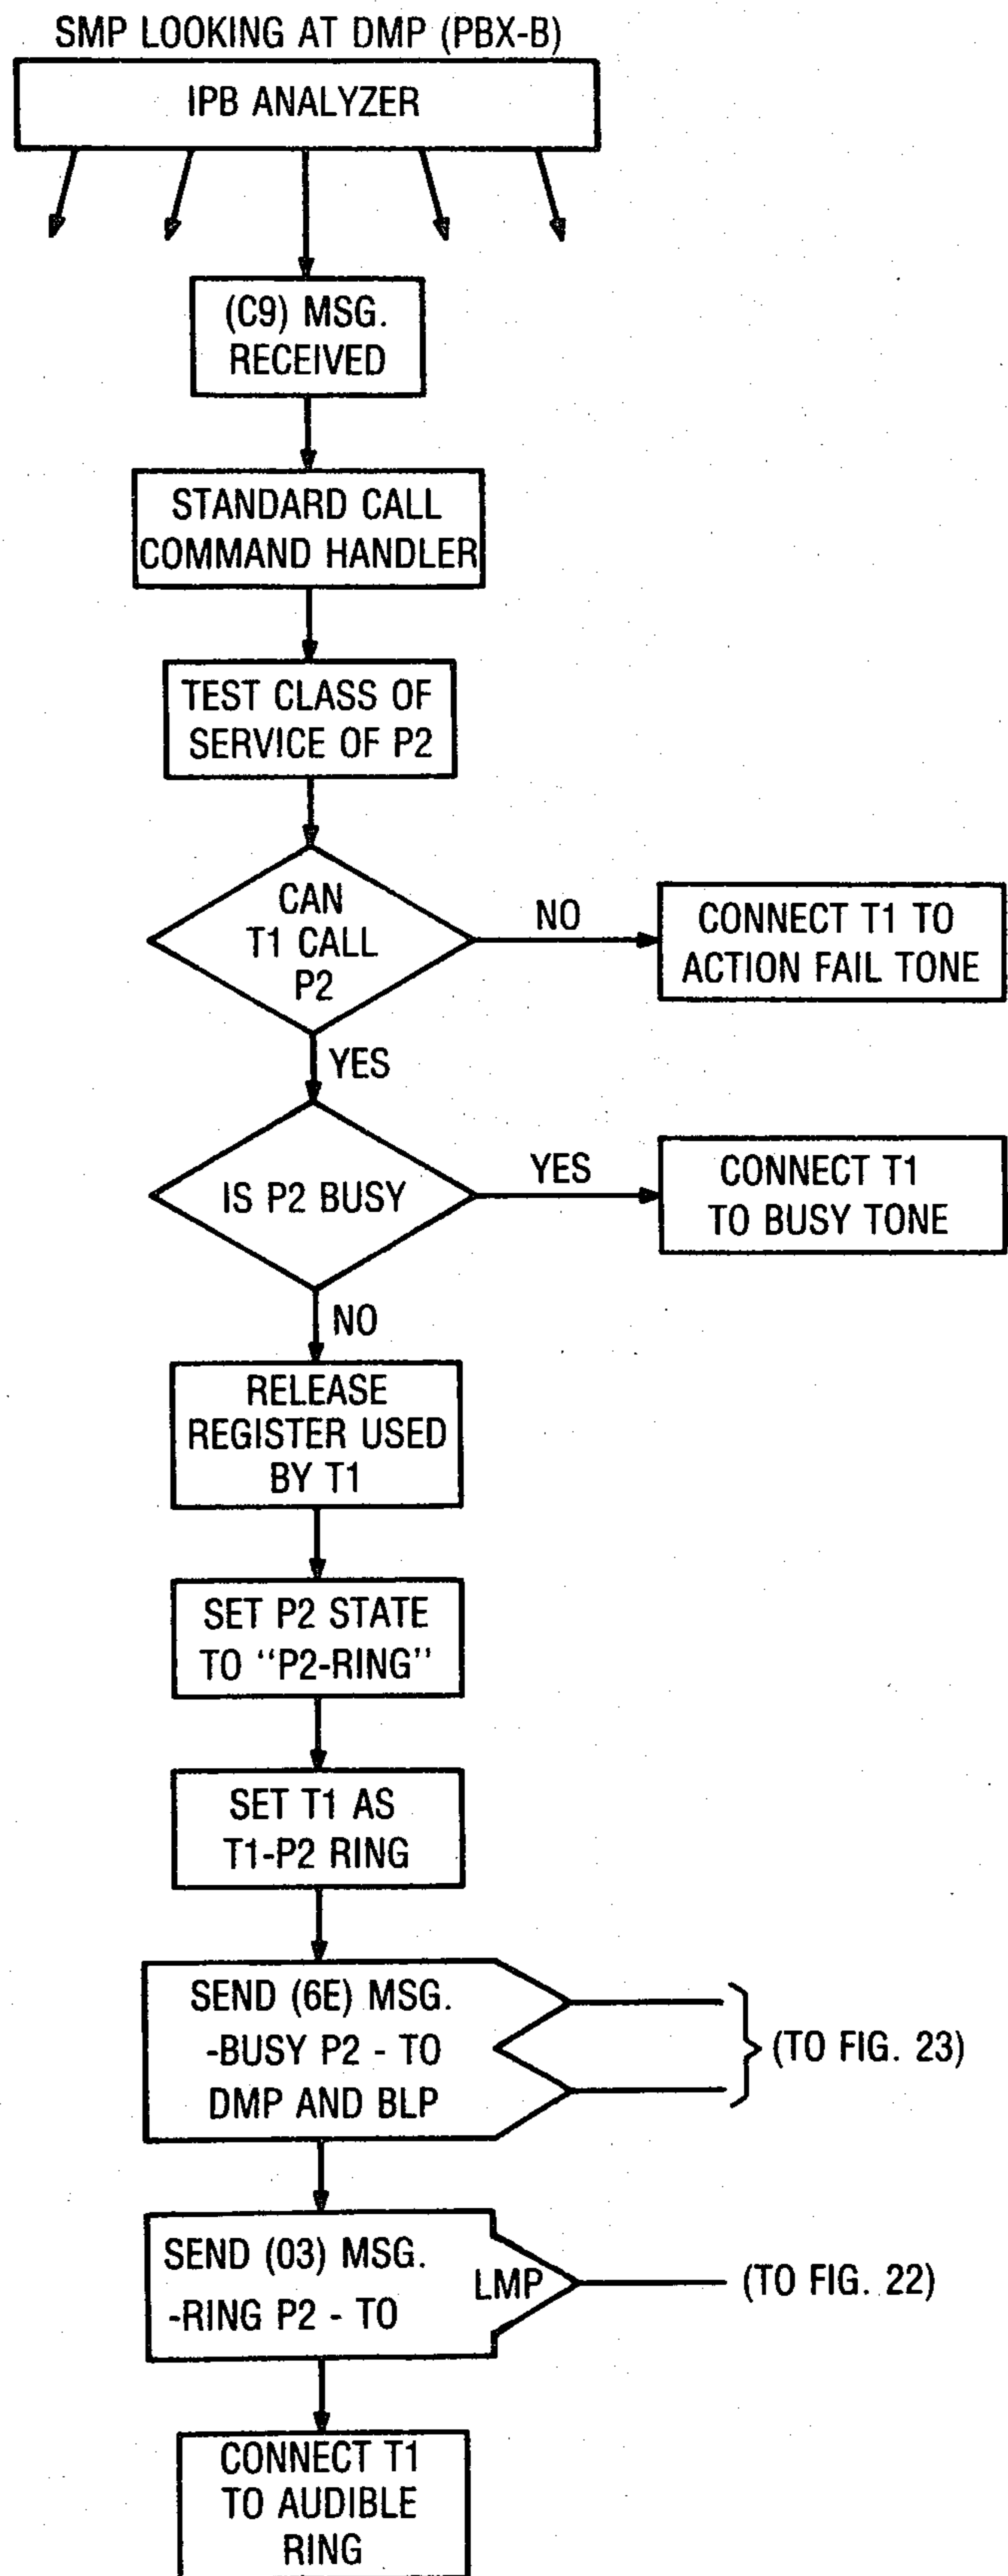 SMP LOOKING AT DMP (PBX-B)
IPB ANALYZER
(C9) MSG.
RECEIVED
STANDARD CALL
COMMAND HANDLER
TEST CLASS OF
SERVICE OF P2
CAN
T1 CALL
P2
NO
CONNECT T1 TO
ACTION FAIL TONE
YES
IS P2 BUSY
YES
CONNECT T1
TO BUSY TONE
NO
RELEASE
REGISTER USED
BY T1
SET P2 STATE
TO "P2-RING"
SET T1 AS
T1-P2 RING
SEND (6E) MSG.
-BUSY P2 - TO
DMP AND BLP
(TO FIG. 23)
SEND (03) MSG.
-RING P2 - TO
LMP
(TO FIG. 22)
CONNECT T1
TO AUDIBLE
RING